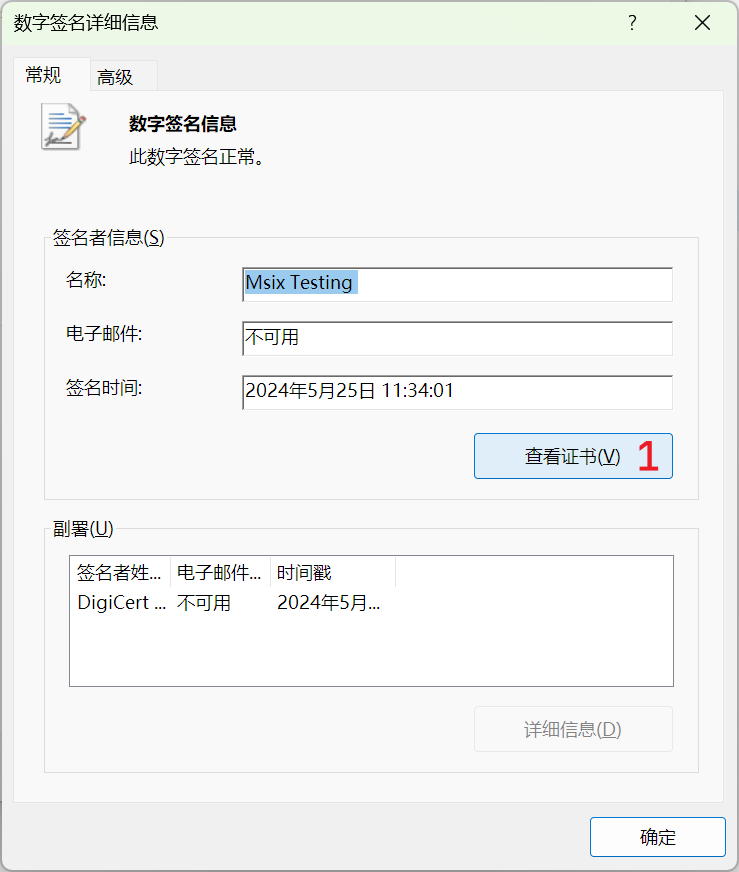 数字签名详细信息 ?
常规 高级
数字签名信息
此数字签名正常。
签名者信息(S)
名称: Msix Testing
电子邮件: 不可用
签名时间: 2024年5月25日 11:34:01
查看证书(V) 1
副署(U)
签名者姓... 电子邮件... 时间戳
DigiCert ... 不可用 2024年5月...
详细信息(D)
确定